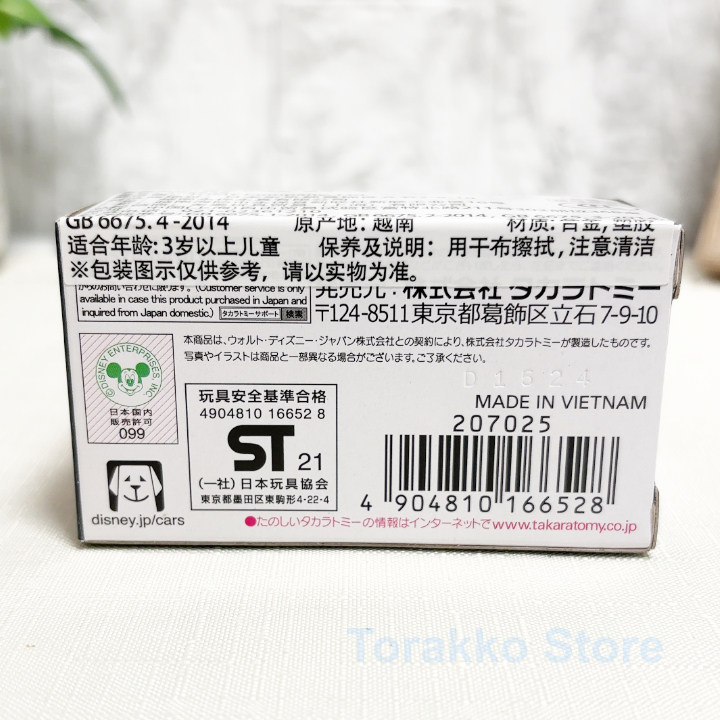 GB 6675.4-2014 原产地: 越南 材质: 合金, 塑胶
适合年龄: 3岁以上儿童 保养及说明: 用干布擦拭, 注意清洁
※包装图示仅供参考，请以实物为准。
(Customer service is only
available in case this product purchased in Japan and
inquired from Japan domestic.) タカラトミーサポート 検索
発売元：株式会社 タカラトミー
〒124-8511 東京都葛飾区立石7-9-10
本商品は、ウォルト・ディズニー・ジャパン株式会社との契約により、株式会社タカラトミーが製造したものです。
写真やイラストは商品と一部異なる場合がございます。ご了承ください。
©DISNEY ENTERPRISES, INC
日本国内
販売許可
099
disney.jp/cars
玩具安全基準合格
4904810 16652 8
ST 21
(一社) 日本玩具協会
東京都墨田区東駒形4-22-4
D1524
MADE IN VIETNAM
207025
4 904810 166528
●たのしいタカラトミーの情報はインターネットでwww.takaratomy.co.jp
Torakko Store